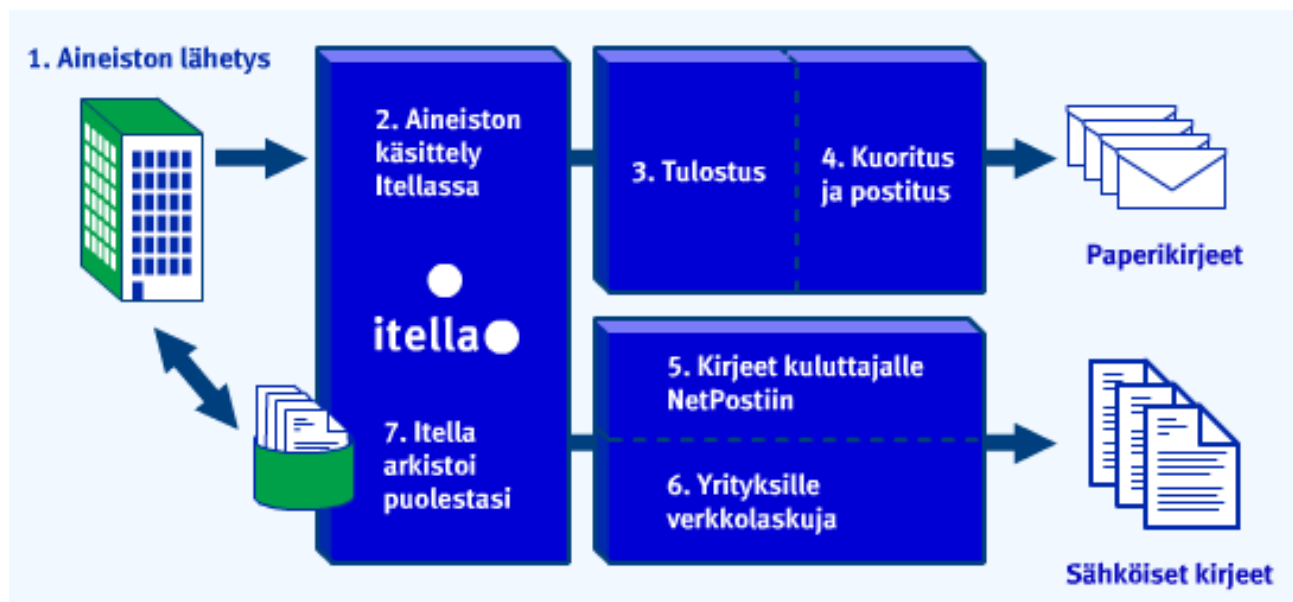 1. Aineiston lähetys
2. Aineiston
käsittely
Itellassa
3. Tulostus
4. Kuoritus
ja postitus
Paperikirjeet
itella
5. Kirjeet kuluttajalle
NetPostiin
6. Yrityksille
verkkolaskuja
Sähköiset kirjeet
7. Itella
arkistoi
puolestasi